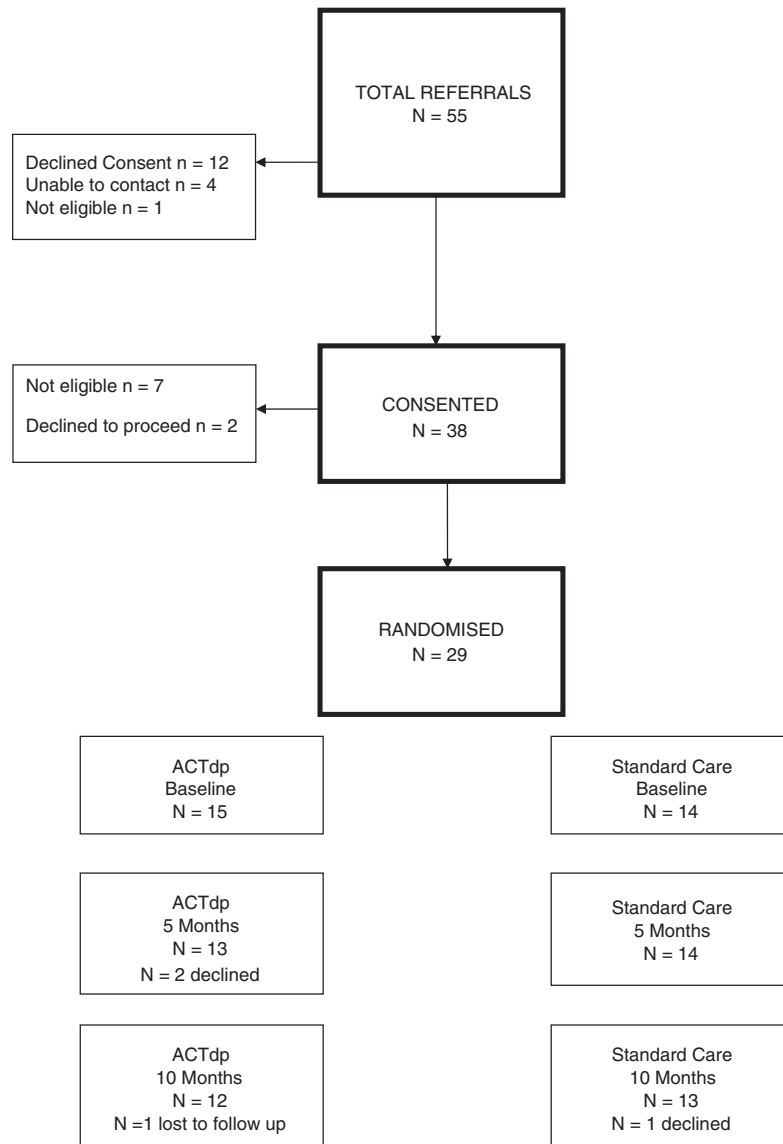 TOTAL REFERRALS
N = 55
Declined Consent n = 12
Unable to contact n = 4
Not eligible n = 1
Not eligible n = 7
Declined to proceed n = 2
CONSENTED
N = 38
RANDOMISED
N = 29
ACTdp
Baseline
N = 15
Standard Care
Baseline
N = 14
ACTdp
5 Months
N = 13
N = 2 declined
Standard Care
5 Months
N = 14
ACTdp
10 Months
N = 12
N =1 lost to follow up
Standard Care
10 Months
N = 13
N = 1 declined